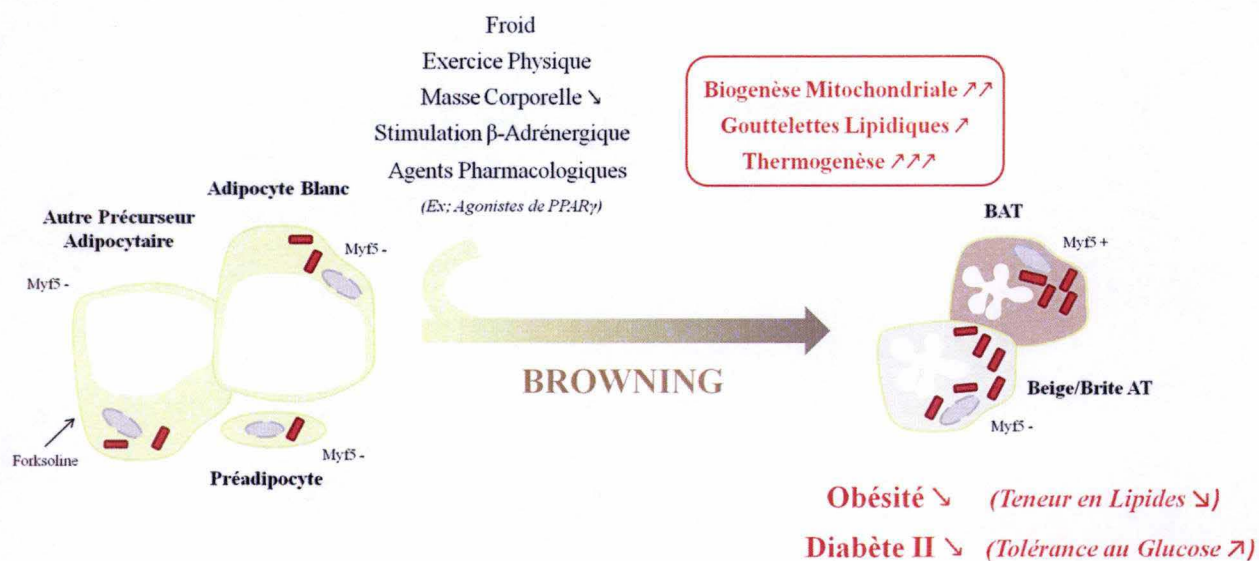 Froid
Exercice Physique
Masse Corporelle ↘
Stimulation β-Adrénergique
Agents Pharmacologiques
(Ex; Agonistes de PPARγ)
Biogenèse Mitochondriale ↗↗
Gouttelettes Lipidiques ↗
Thermogenèse ↗↗↗
Adipocyte Blanc
Myf5 -
Autre Précurseur
Adipocytaire
Myf5 -
Forksoline
Préadipocyte
Myf5 -
BROWNING
BAT
Myf5 +
Beige/Brite AT
Myf5 -
Obésité ↘ (Teneur en Lipides ↘)
Diabète II ↘ (Tolérance au Glucose ↗)